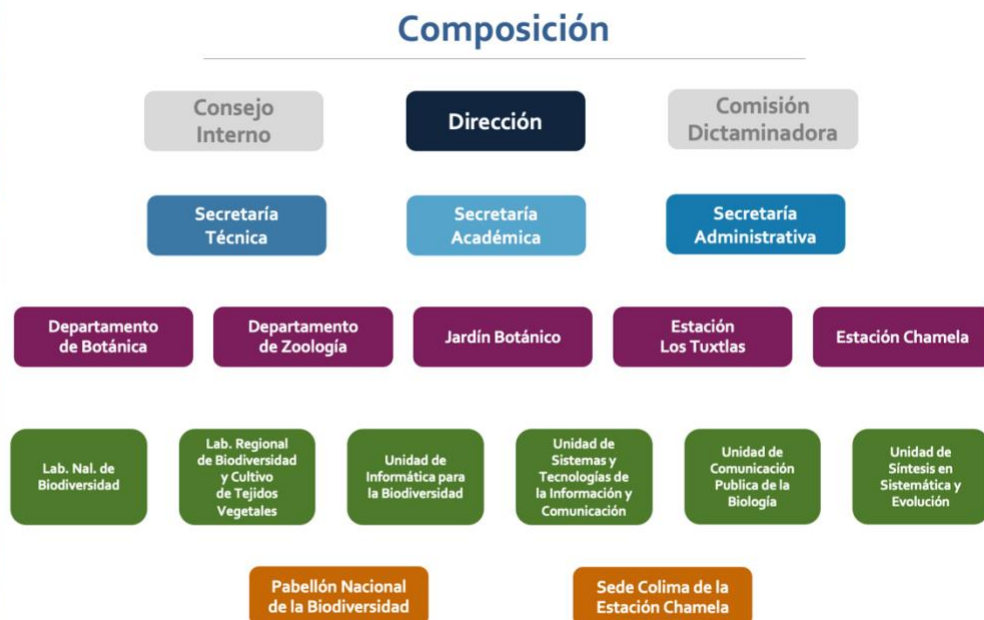 Composición
Consejo
Interno
Dirección
Comisión
Dictaminadora
Secretaría
Técnica
Secretaría
Académica
Secretaría
Administrativa
Departamento
de Botánica
Departamento
de Zoología
Jardín Botánico
Estación
Los Tuxtlas
Estación Chamela
Lab. Nal. de
Biodiversidad
Lab. Regional
de Biodiversidad
y Cultivo
de Tejidos
Vegetales
Unidad de
Informática para
la Biodiversidad
Unidad de
Sistemas y
Tecnologías de
la Información y
Comunicación
Unidad de
Comunicación
Publica de la
Biología
Unidad de
Síntesis en
Sistemática y
Evolución
Pabellón Nacional
de la Biodiversidad
Sede Colima de la
Estación Chamela